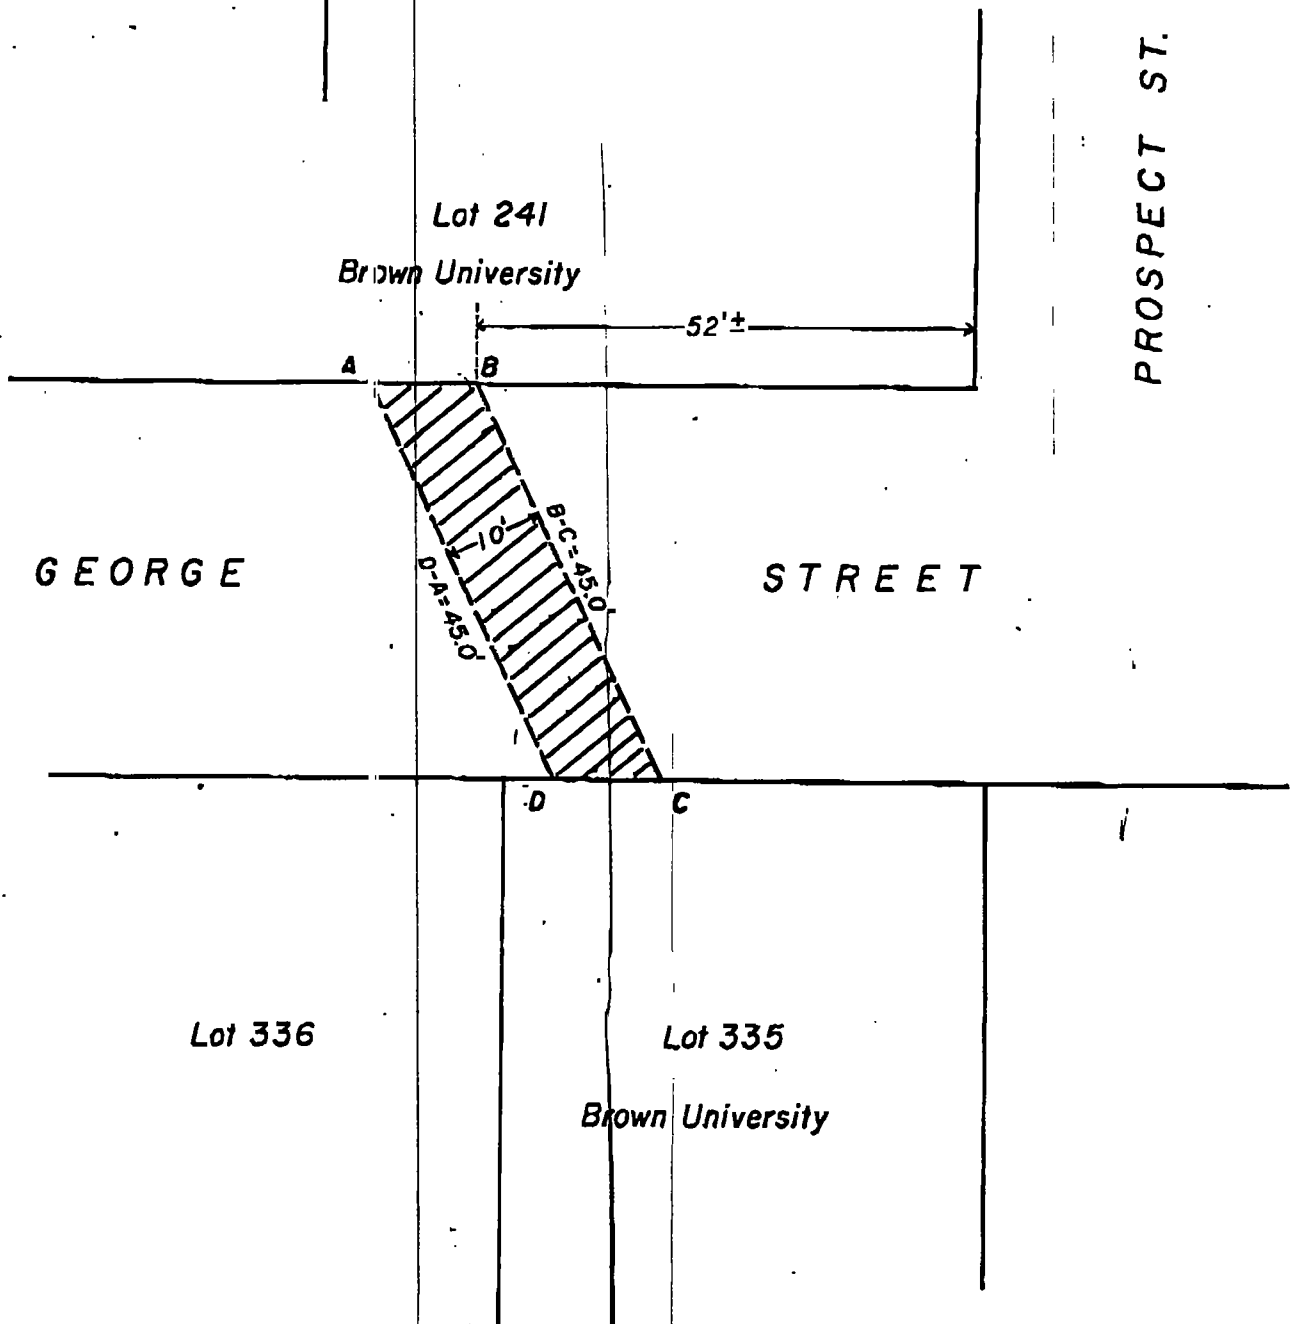 PROSPECT ST.
Lot 241
Brown University
52'±
A
B
10'
B-C=45.0'
D-A=45.0'
GEORGE STREET
D
C
Lot 336
Lot 335
Brown University